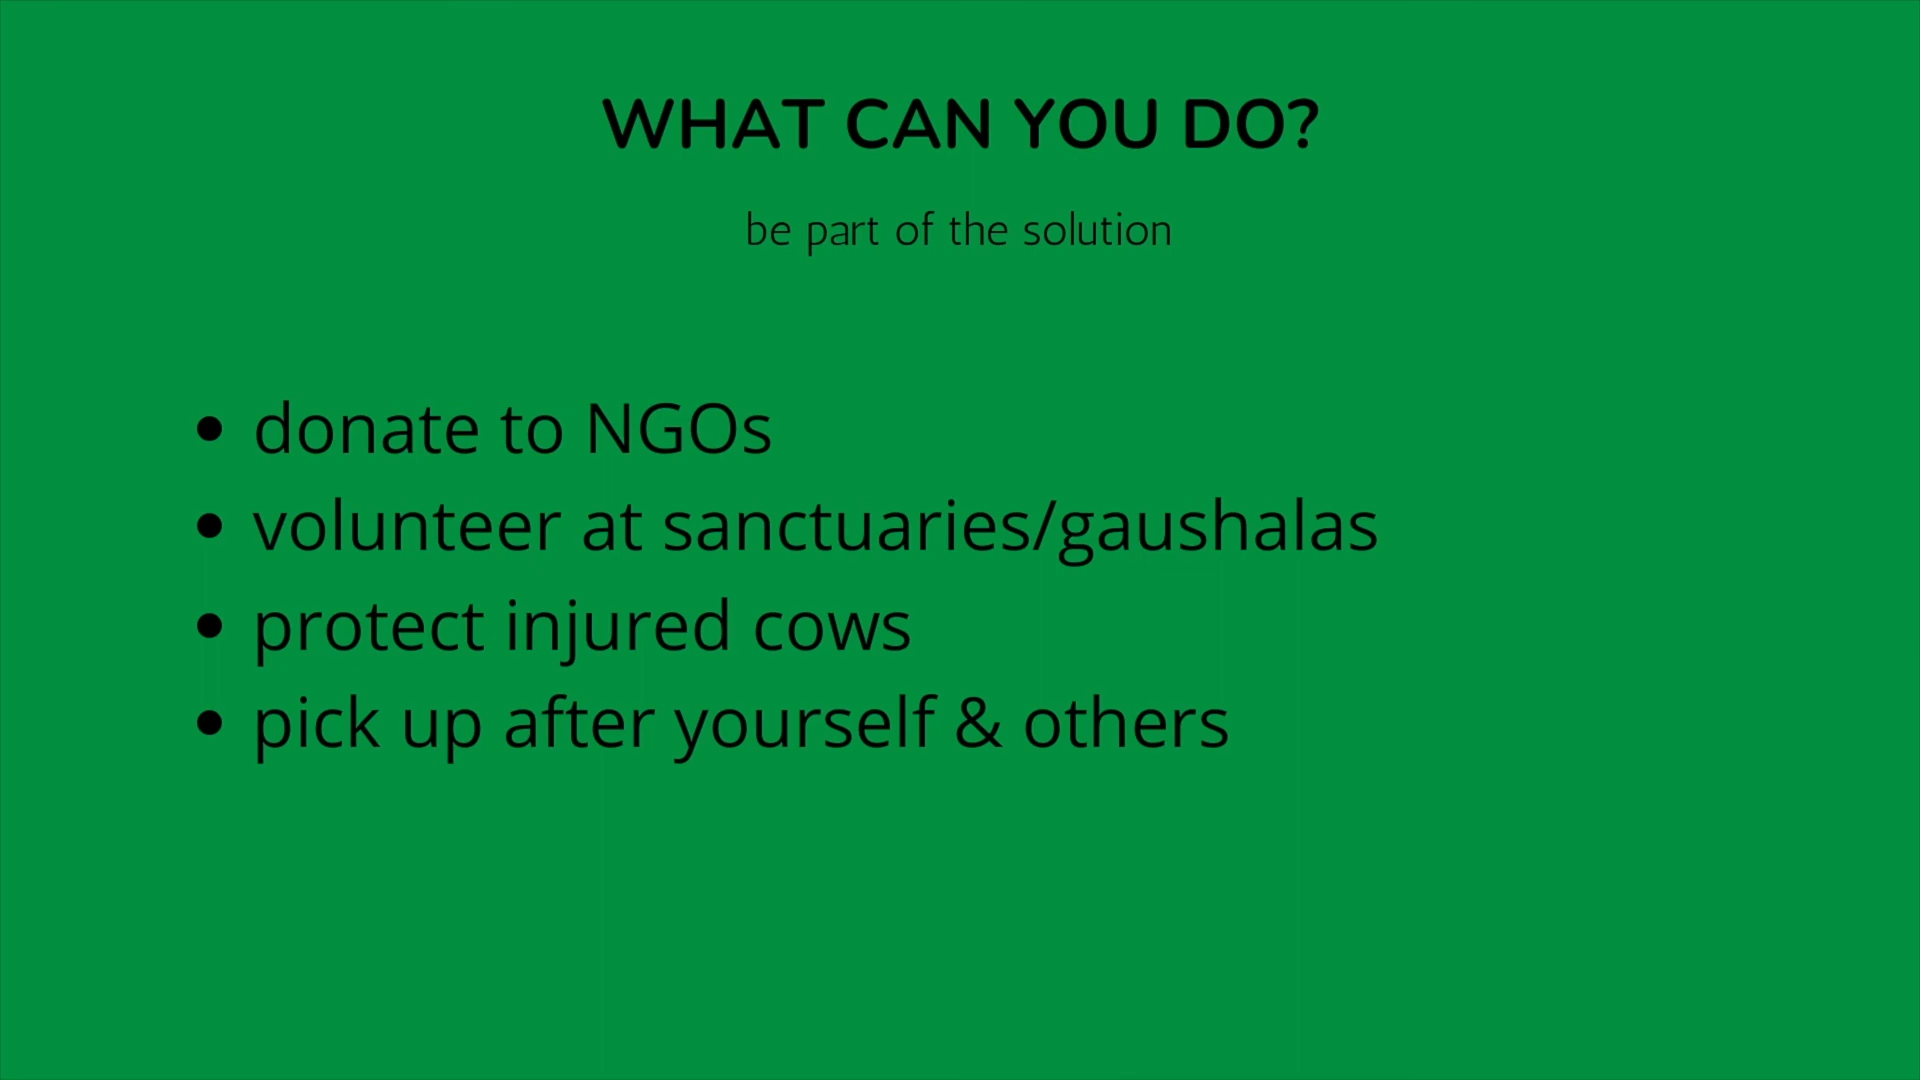 WHAT CAN YOU DO?
be part of the solution
• donate to NGOs
• volunteer at sanctuaries/gaushalas
• protect injured cows
• pick up after yourself & others